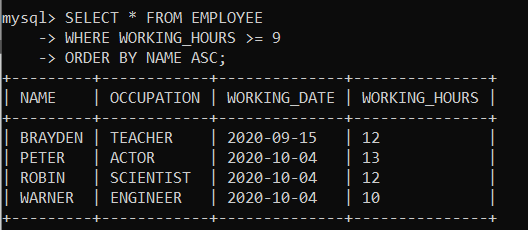 mysql> SELECT * FROM EMPLOYEE
    -> WHERE WORKING_HOURS >= 9
    -> ORDER BY NAME ASC;
+---------+------------+--------------+---------------+
| NAME    | OCCUPATION | WORKING_DATE | WORKING_HOURS |
+---------+------------+--------------+---------------+
| BRAYDEN | TEACHER    | 2020-09-15   | 12            |
| PETER   | ACTOR      | 2020-10-04   | 13            |
| ROBIN   | SCIENTIST  | 2020-10-04   | 12            |
| WARNER  | ENGINEER   | 2020-10-04   | 10            |
+---------+------------+--------------+---------------+